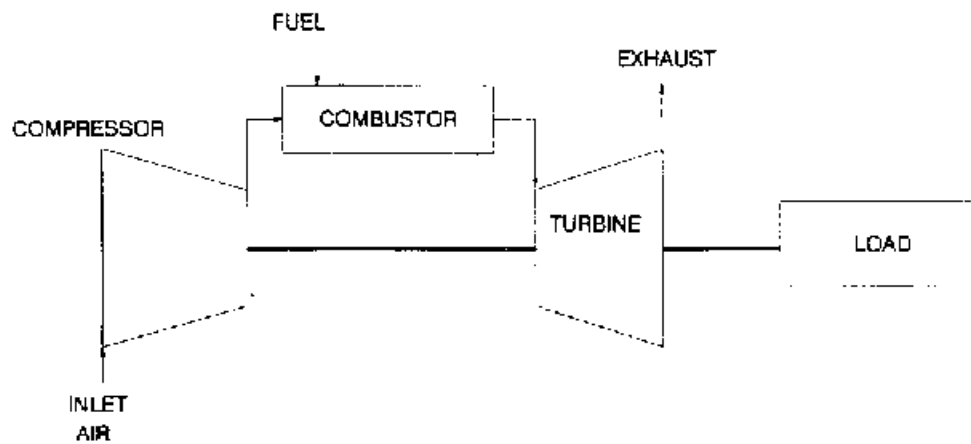 FUEL
EXHAUST
COMBUSTOR
COMPRESSOR
TURBINE
LOAD
INLET
AIR